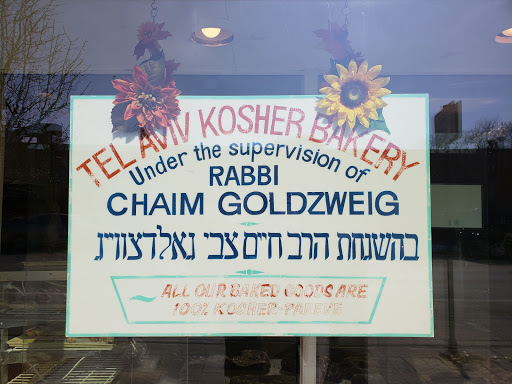 TEL AVIV KOSHER BAKERY
Under the supervision of
RABBI
CHAIM GOLDZWEIG
בהשגחת הרב חיים צבי גאלדצווייג
ALL OUR BAKED GOODS ARE
100% KOSHER-PAREVE